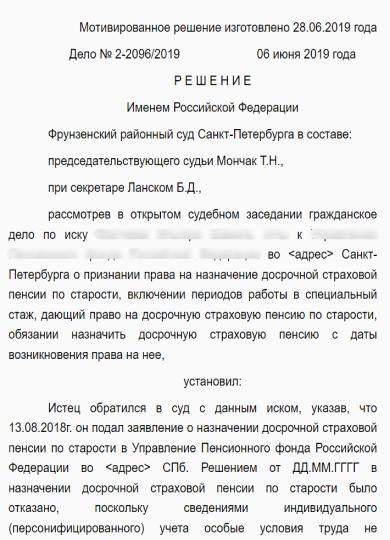 Мотивированное решение изготовлено 28.06.2019 года
Дело № 2-2096/2019 06 июня 2019 года
Р Е Ш Е Н И Е
Именем Российской Федерации
Фрунзенский районный суд Санкт-Петербурга в составе:
председательствующего судьи Мончак Т.Н.,
при секретаре Ланском Б.Д.,
рассмотрев в открытом судебном заседании гражданское
дело по иску к
во <адрес> Санкт-
Петербурга о признании права на назначение досрочной страховой
пенсии по старости, включении периодов работы в специальный
стаж, дающий право на досрочную страховую пенсию по старости,
обязании назначить досрочную страховую пенсию с даты
возникновения права на нее,
установил:
Истец обратился в суд с данным иском, указав, что
13.08.2018г. он подал заявление о назначении досрочной страховой
пенсии по старости в Управление Пенсионного фонда Российской
Федерации во <адрес> СПб. Решением от ДД.ММ.ГГГГ в
назначении досрочной страховой пенсии по старости было
отказано, поскольку сведениями индивидуального
(персонифицированного) учета особые условия труда не